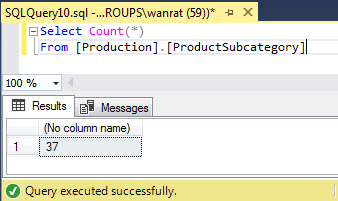 SQLQuery10.sql -...ROUPS\wanrat (59))*
Select Count(*)
From [Production].[ProductSubcategory]
100 %
Results Messages
(No column name)
1 37
Query executed successfully.